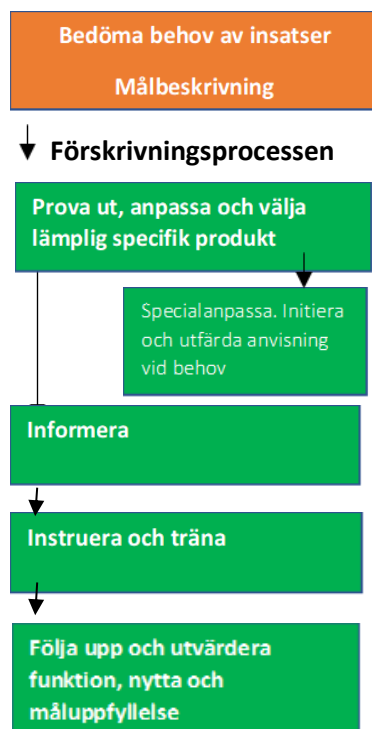 Bedöma behov av insatser
Målbeskrivning
Förskrivningsprocessen
Prova ut, anpassa och välja
lämplig specifik produkt
Specialanpassa. Initiera
och utfärda anvisning
vid behov
Informera
Instruera och träna
Följa upp och utvärdera
funktion, nytta och
måluppfyllelse